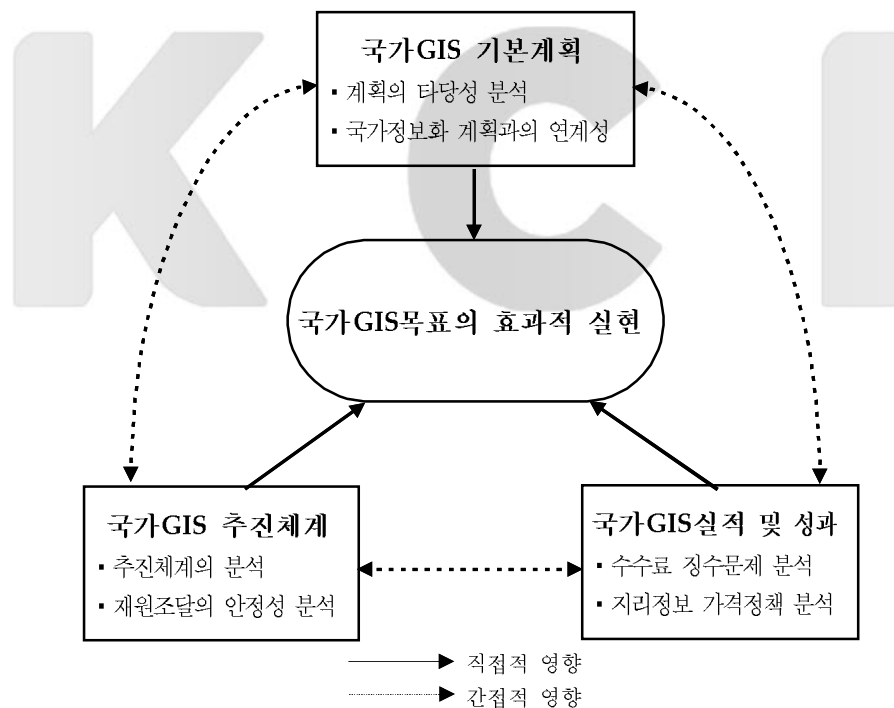 국가GIS 기본계획
▪ 계획의 타당성 분석
▪ 국가정보화 계획과의 연계성
국가GIS목표의 효과적 실현
국가GIS 추진체계
▪ 추진체계의 분석
▪ 재원조달의 안정성 분석
국가GIS실적 및 성과
▪ 수수료 징수문제 분석
▪ 지리정보 가격정책 분석
직접적 영향
간접적 영향
KCI